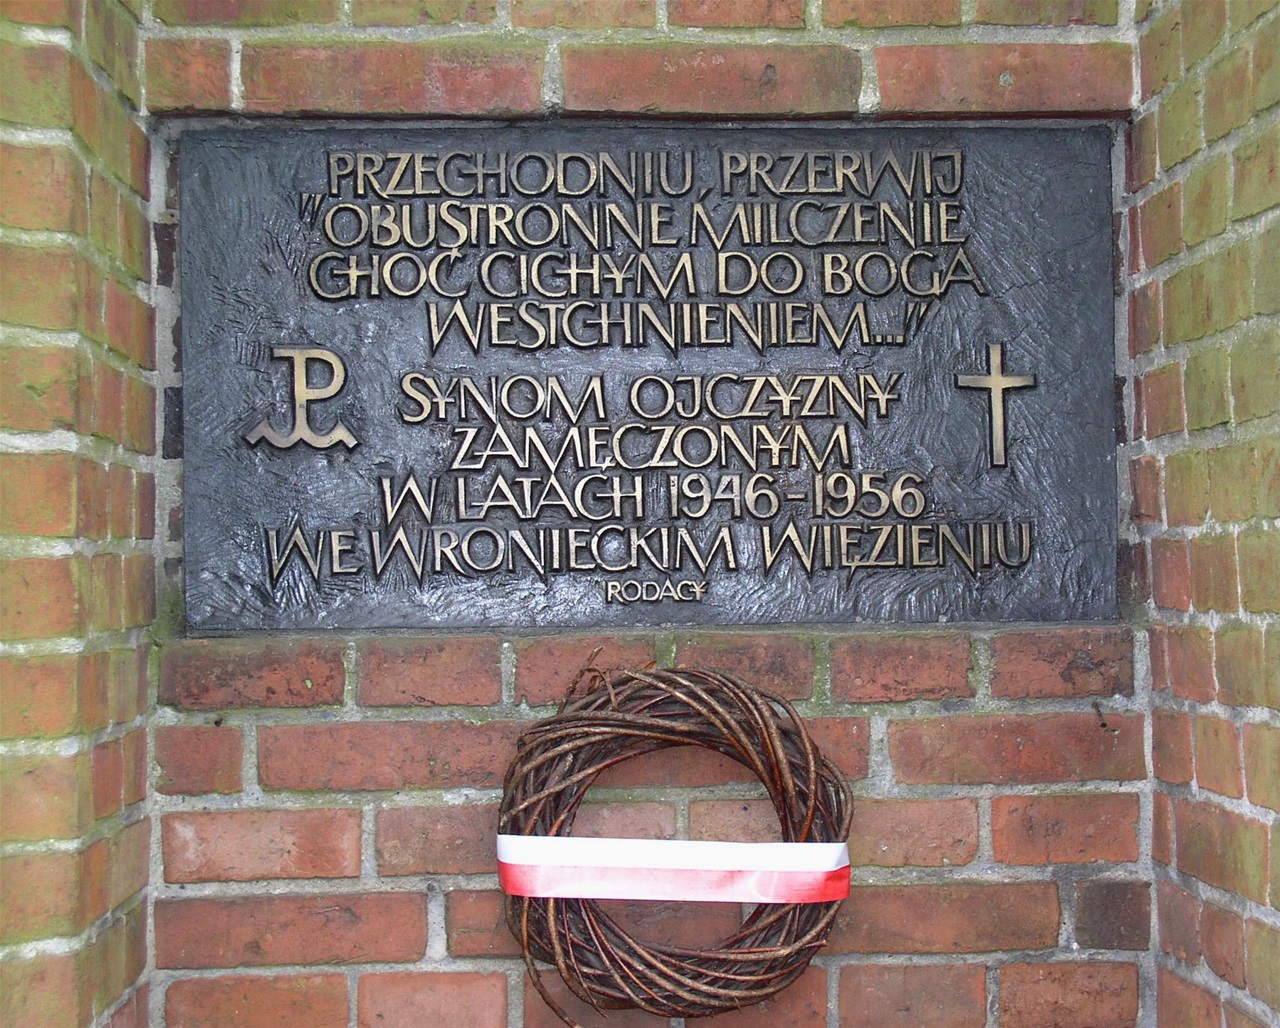 PRZECHODNIU, PRZERWIJ
"OBUSTRONNE MILCZENIE
CHOĆ CICHYM DO BOGA
WESTCHNIENIEM..."
SYNOM OJCZYZNY
ZAMĘCZONYM
W LATACH 1946-1956
WE WRONIECKIM WIĘZIENIU
RODACY